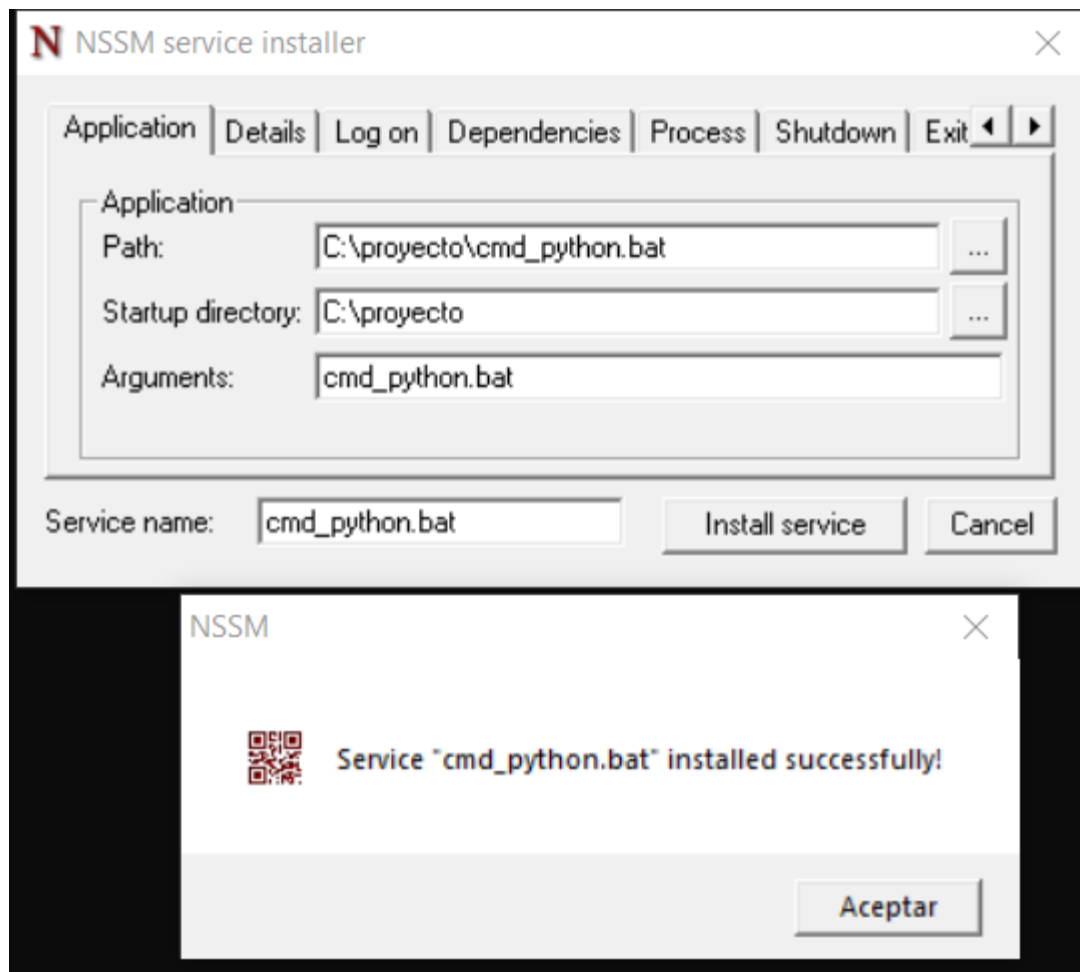 NSSM service installer
Application Details Log on Dependencies Process Shutdown Exit
Application
Path: C:\proyecto\cmd_python.bat ...
Startup directory: C:\proyecto ...
Arguments: cmd_python.bat
Service name: cmd_python.bat Install service Cancel
NSSM
Service "cmd_python.bat" installed successfully!
Aceptar